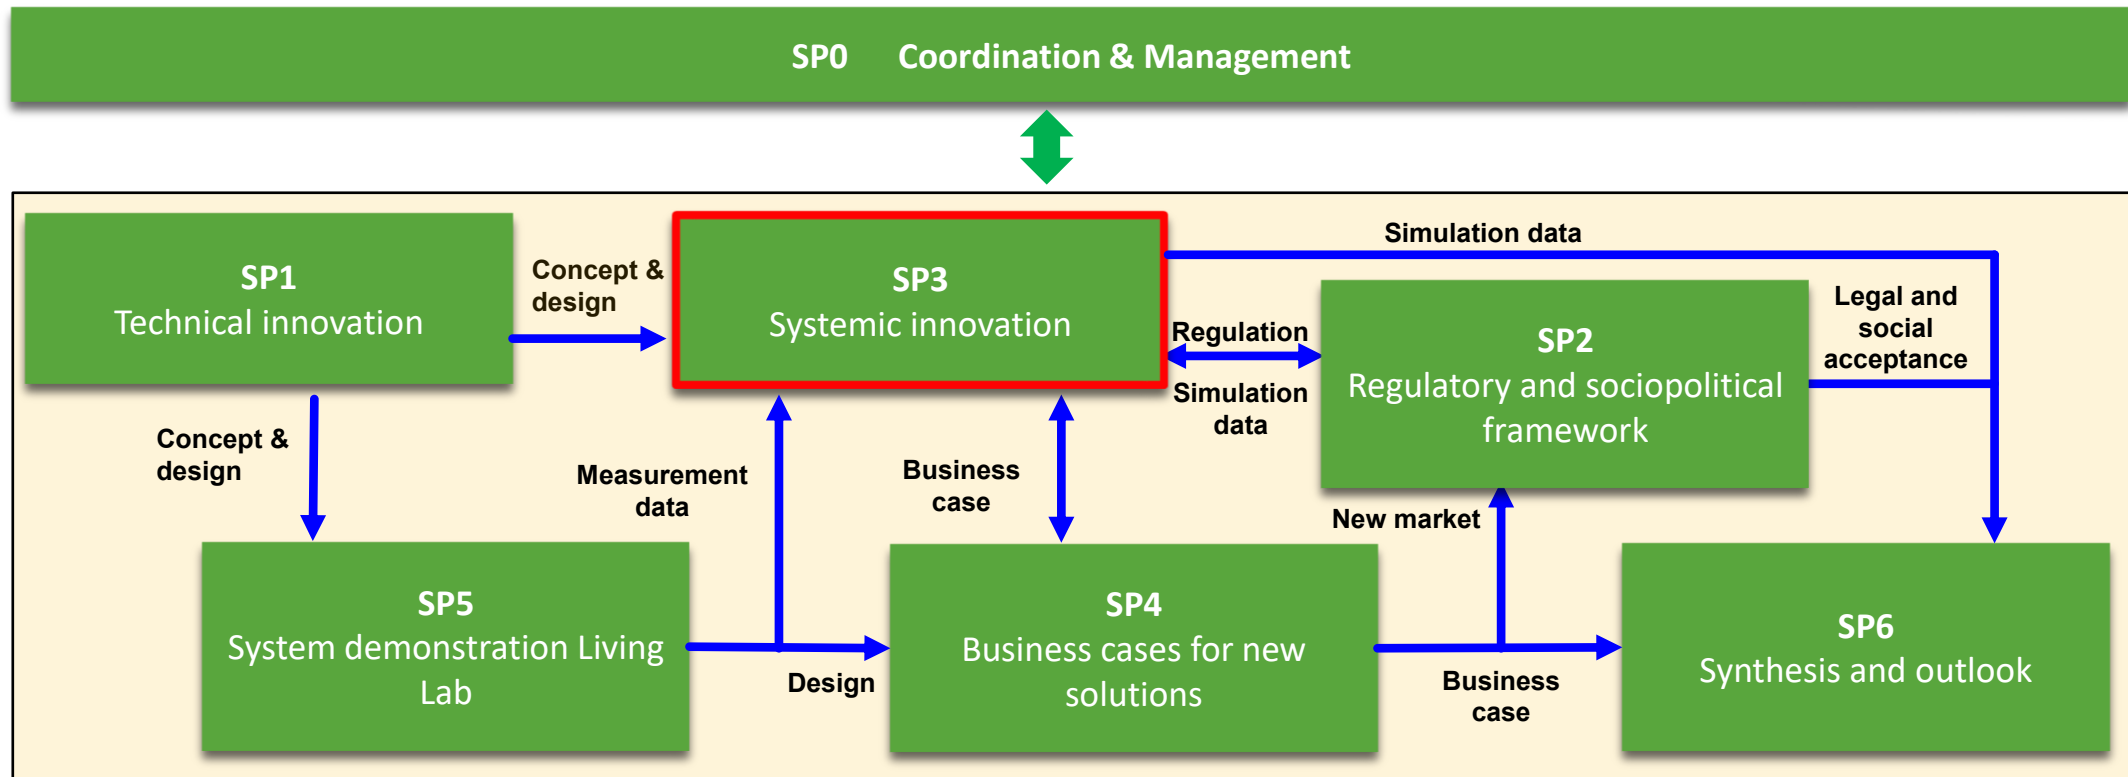 SP0 Coordination & Management
SP1
Technical innovation
Concept &
design
SP3
Systemic innovation
Simulation data
Regulation
Simulation
data
SP2
Regulatory and sociopolitical
framework
Legal and
social
acceptance
Concept &
design
Measurement
data
Business
case
New market
SP5
System demonstration Living
Lab
Design
SP4
Business cases for new
solutions
Business
case
SP6
Synthesis and outlook